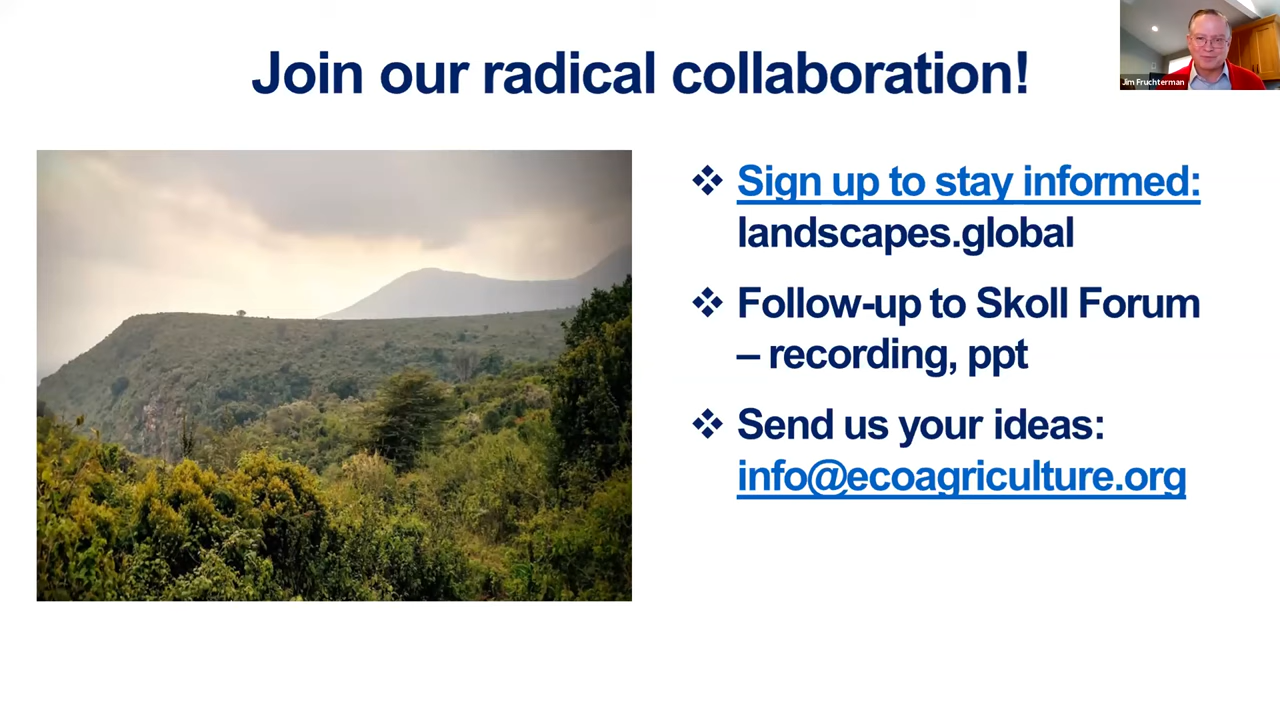 Join our radical collaboration!
Jim Fruchterman
❖ Sign up to stay informed:
landscapes.global
❖ Follow-up to Skoll Forum
– recording, ppt
❖ Send us your ideas:
info@ecoagriculture.org